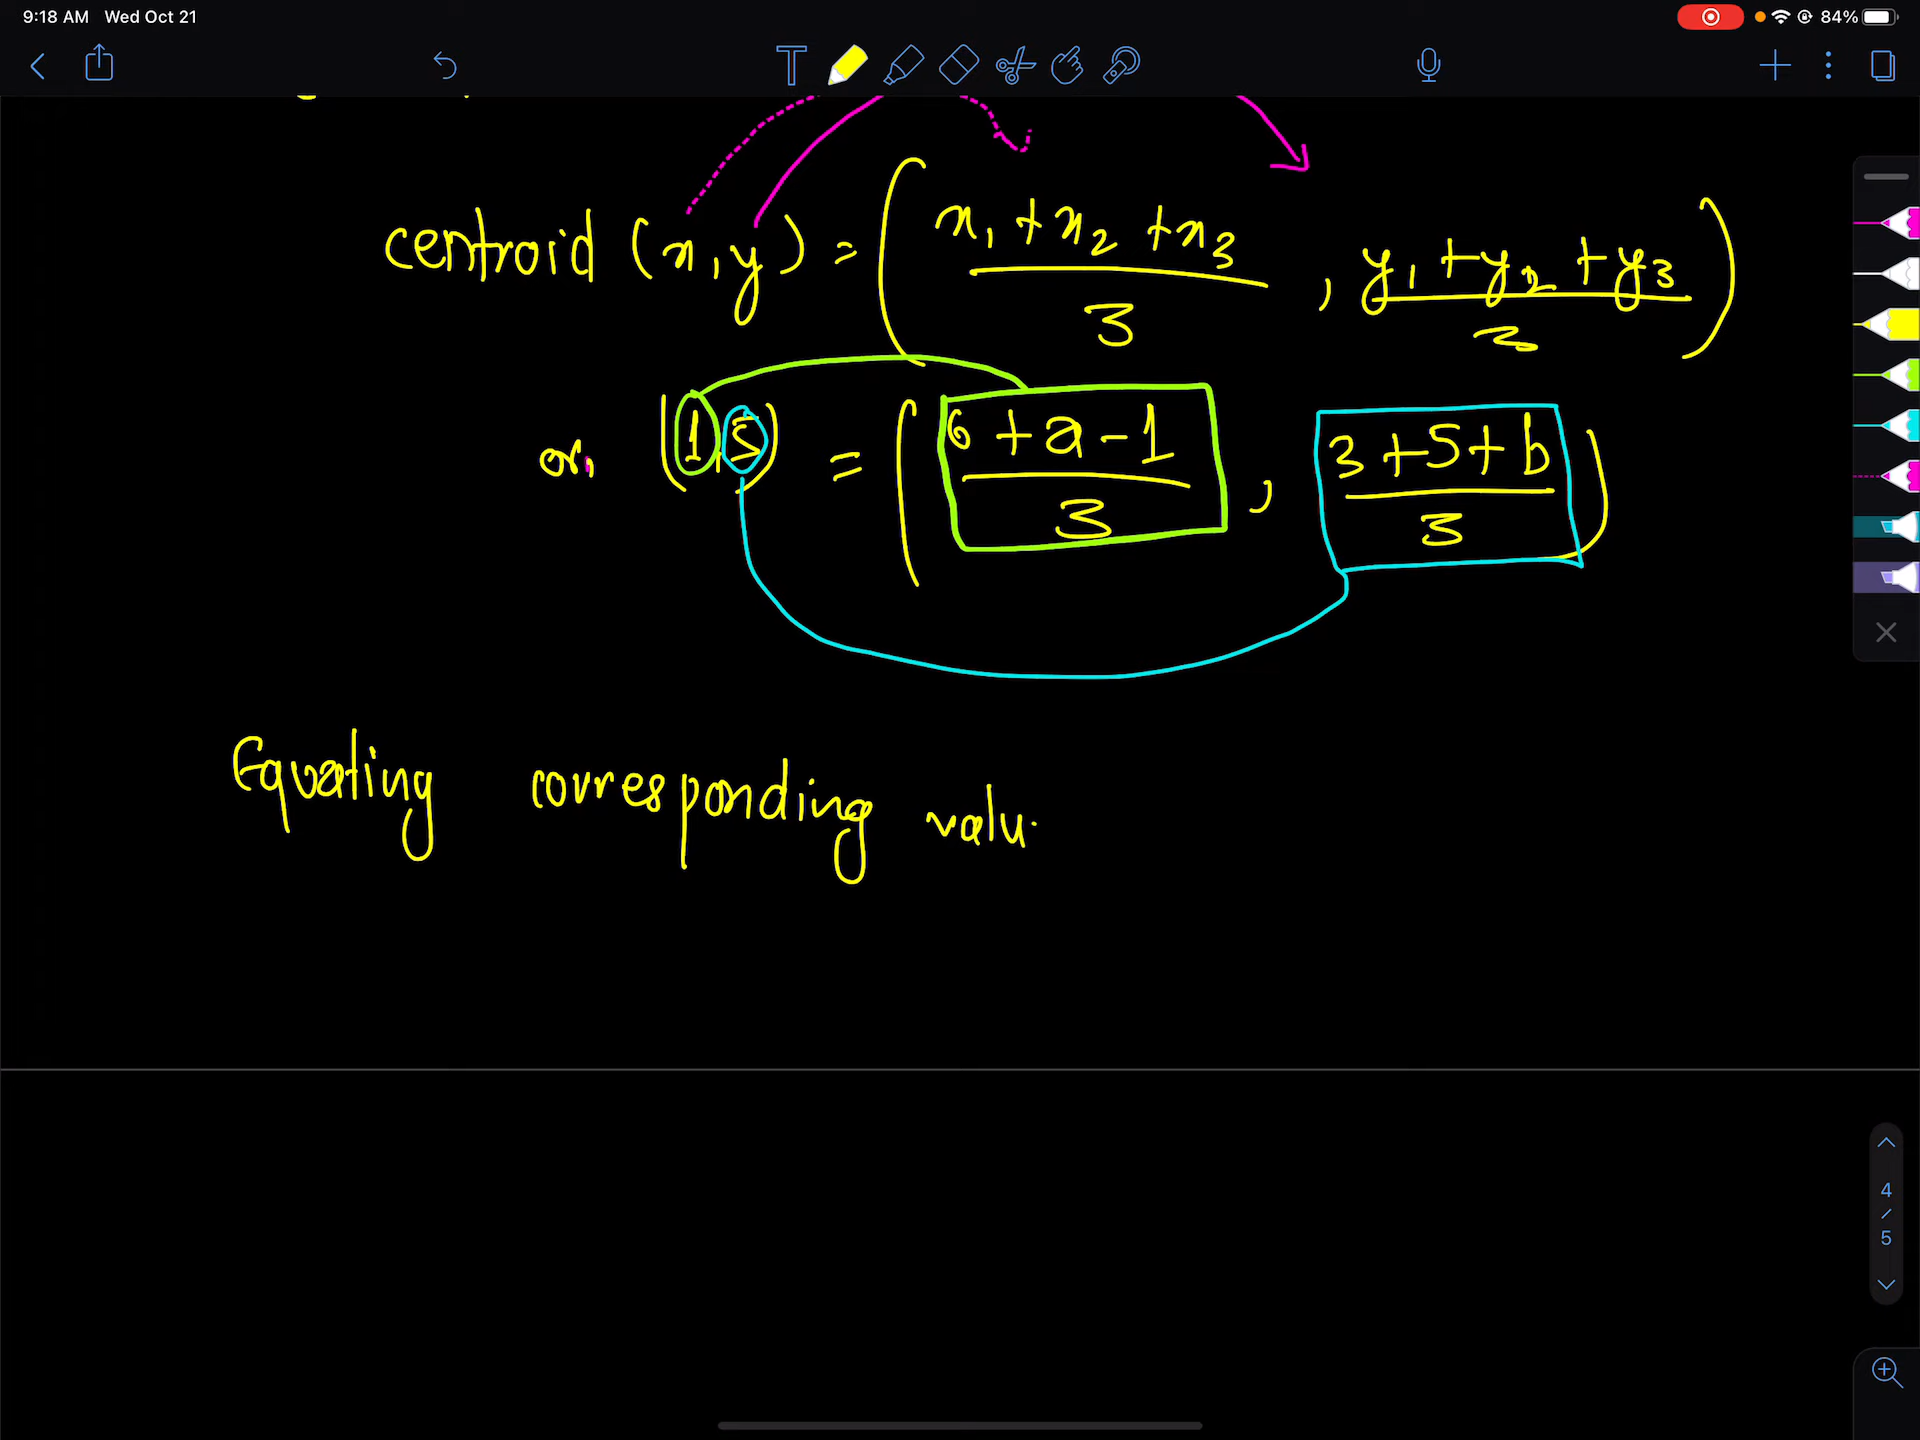 9:18 AM Wed Oct 21
84%
centroid (x,y) = (x₁+x₂+x₃/3, y₁+y₂+y₃/3)
or, (1,5) = (6+a-1/3, 3+5+b/3)
Equating corresponding valu
4
/
5